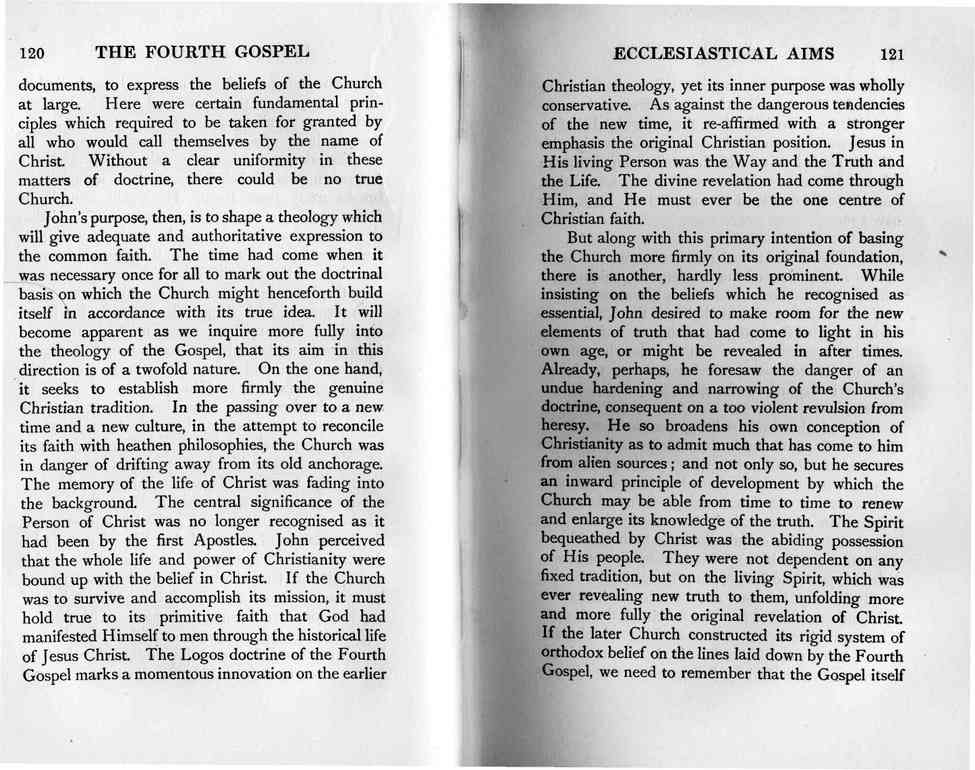 120 THE FOURTH GOSPEL
documents, to express the beliefs of the Church
at large. Here were certain fundamental prin-
ciples which required to be taken for granted by
all who would call themselves by the name of
Christ. Without a clear uniformity in these
matters of doctrine, there could be no true
Church.
John's purpose, then, is to shape a theology which
will give adequate and authoritative expression to
the common faith. The time had come when it
was necessary once for all to mark out the doctrinal
basis on which the Church might henceforth build
itself in accordance with its true idea. It will
become apparent as we inquire more fully into
the theology of the Gospel, that its aim in this
direction is of a twofold nature. On the one hand,
it seeks to establish more firmly the genuine
Christian tradition. In the passing over to a new
time and a new culture, in the attempt to reconcile
its faith with heathen philosophies, the Church was
in danger of drifting away from its old anchorage.
The memory of the life of Christ was fading into
the background. The central significance of the
Person of Christ was no longer recognised as it
had been by the first Apostles. John perceived
that the whole life and power of Christianity were
bound up with the belief in Christ. If the Church
was to survive and accomplish its mission, it must
hold true to its primitive faith that God had
manifested Himself to men through the historical life
of Jesus Christ. The Logos doctrine of the Fourth
Gospel marks a momentous innovation on the earlier
ECCLESIASTICAL AIMS 121
Christian theology, yet its inner purpose was wholly
conservative. As against the dangerous tendencies
of the new time, it re-affirmed with a stronger
emphasis the original Christian position. Jesus in
His living Person was the Way and the Truth and
the Life. The divine revelation had come through
Him, and He must ever be the one centre of
Christian faith.
But along with this primary intention of basing
the Church more firmly on its original foundation,
there is another, hardly less prominent. While
insisting on the beliefs which he recognised as
essential, John desired to make room for the new
elements of truth that had come to light in his
own age, or might be revealed in after times.
Already, perhaps, he foresaw the danger of an
undue hardening and narrowing of the Church's
doctrine, consequent on a too violent revulsion from
heresy. He so broadens his own conception of
Christianity as to admit much that has come to him
from alien sources; and not only so, but he secures
an inward principle of development by which the
Church may be able from time to time to renew
and enlarge its knowledge of the truth. The Spirit
bequeathed by Christ was the abiding possession
of His people. They were not dependent on any
fixed tradition, but on the living Spirit, which was
ever revealing new truth to them, unfolding more
and more fully the original revelation of Christ.
If the later Church constructed its rigid system of
orthodox belief on the lines laid down by the Fourth
Gospel, we need to remember that the Gospel itself